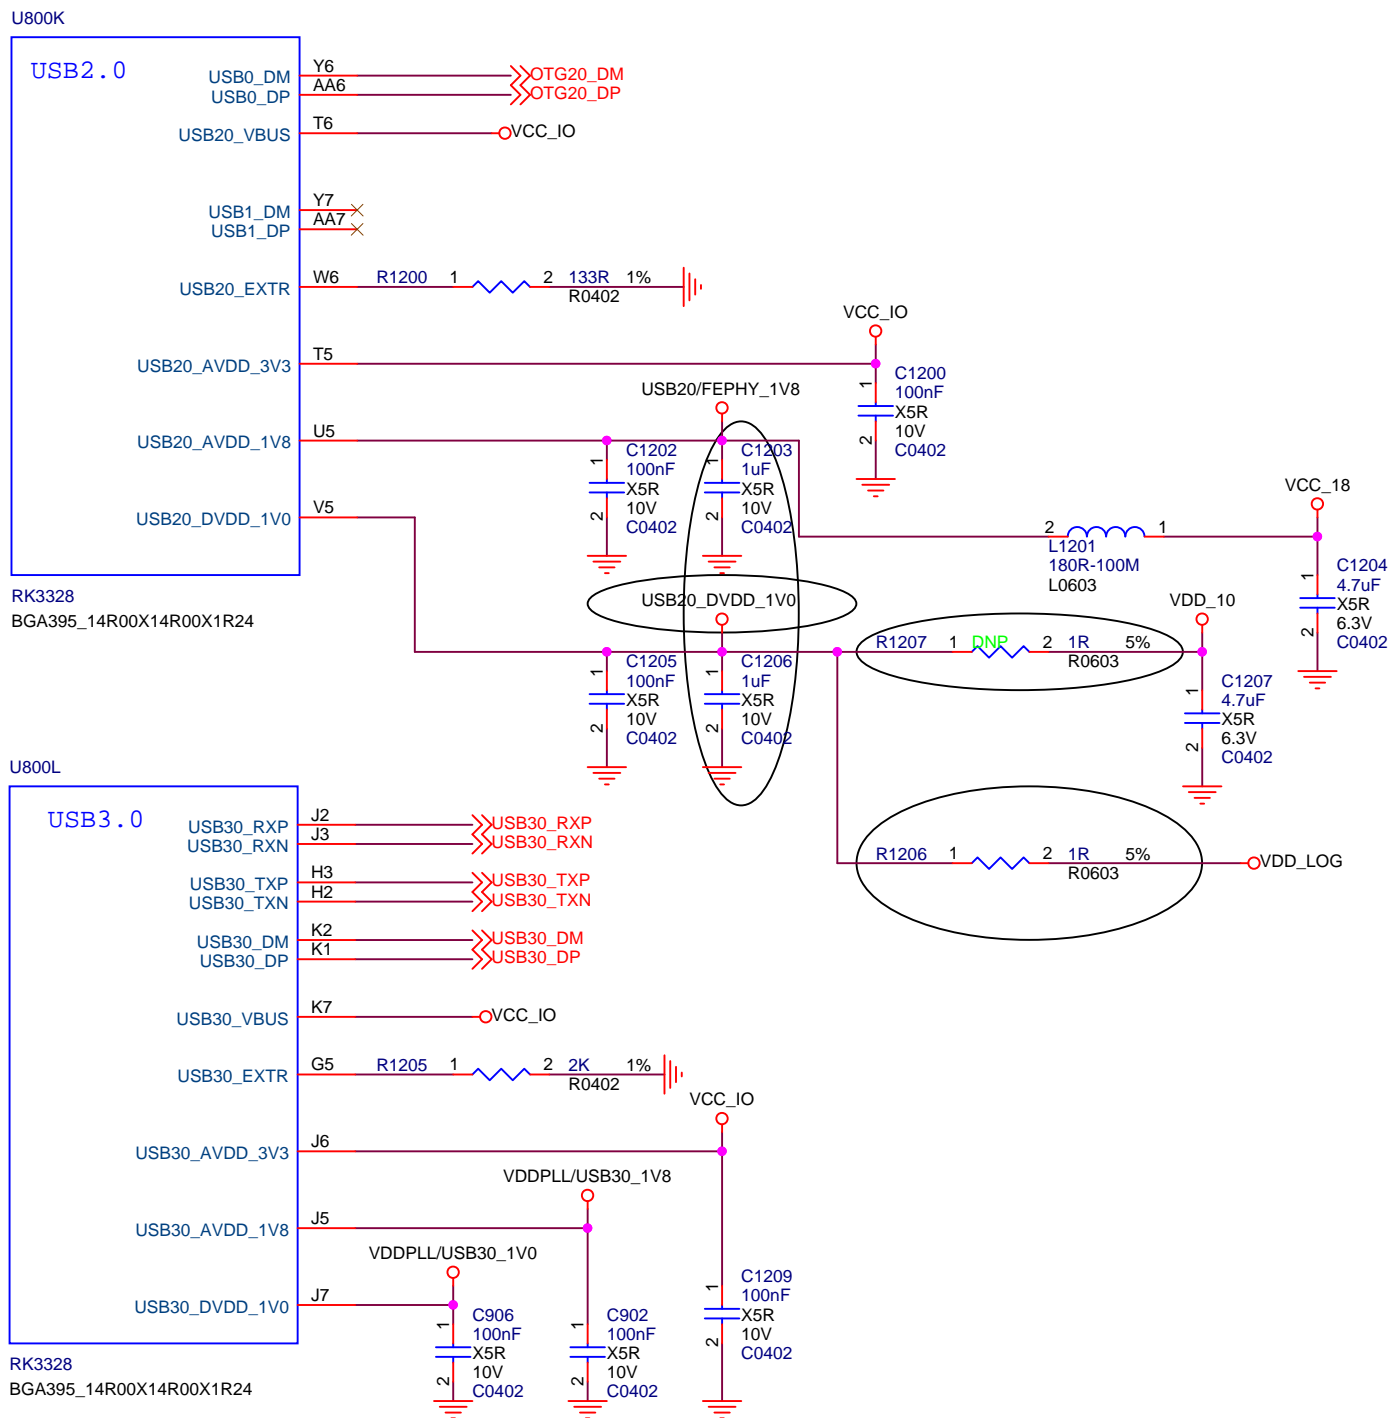 U800K
USB2.0
USB0_DM Y6 OTG20_DM
USB0_DP AA6 OTG20_DP
USB20_VBUS T6 VCC_IO
USB1_DM Y7
USB1_DP AA7
USB20_EXTR W6 R1200 1 2 133R 1%
R0402
VCC_IO
USB20_AVDD_3V3 T5
1 C1200
100nF
X5R
10V
2 C0402
USB20/FEPHY_1V8
USB20_AVDD_1V8 U5
1 C1202
100nF
X5R
10V
2 C0402
1 C1203
1uF
X5R
10V
2 C0402
VCC_18
USB20_DVDD_1V0 V5
2 1
L1201
180R-100M
L0603
1 C1204
4.7uF
X5R
6.3V
2 C0402
RK3328
BGA395_14R00X14R00X1R24
USB20_DVDD_1V0
VDD_10
R1207 1 DNP 2 1R 5%
R0603
1 C1205
100nF
X5R
10V
2 C0402
1 C1206
1uF
X5R
10V
2 C0402
1 C1207
4.7uF
X5R
6.3V
2 C0402
U800L
USB3.0
USB30_RXP J2 USB30_RXP
USB30_RXN J3 USB30_RXN
R1206 1 2 1R 5% VDD_LOG
R0603
USB30_TXP H3 USB30_TXP
USB30_TXN H2 USB30_TXN
USB30_DM K2 USB30_DM
USB30_DP K1 USB30_DP
USB30_VBUS K7 VCC_IO
USB30_EXTR G5 R1205 1 2 2K 1%
R0402
VCC_IO
USB30_AVDD_3V3 J6
VDDPLL/USB30_1V8
USB30_AVDD_1V8 J5
VDDPLL/USB30_1V0
USB30_DVDD_1V0 J7
1 C1209
100nF
X5R
10V
2 C0402
1 C906
100nF
X5R
10V
2 C0402
1 C902
100nF
X5R
10V
2 C0402
RK3328
BGA395_14R00X14R00X1R24